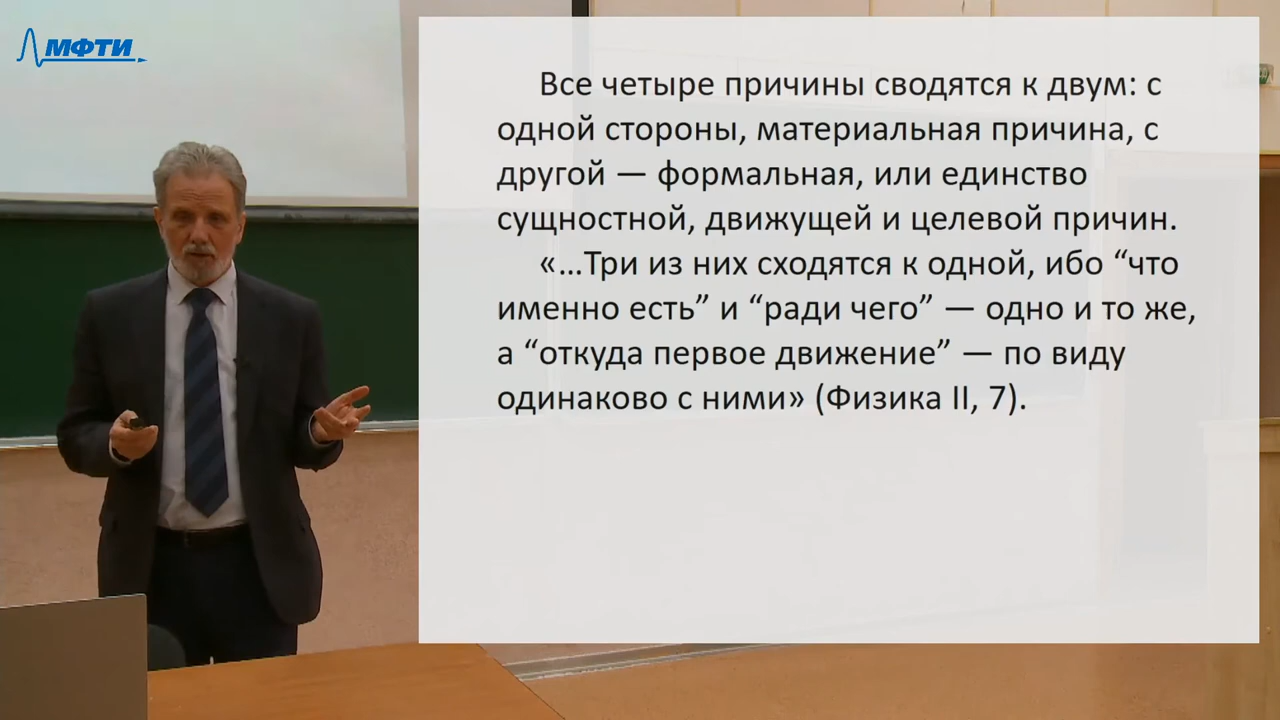 МФТИ
Все четыре причины сводятся к двум: с
одной стороны, материальная причина, с
другой — формальная, или единство
сущностной, движущей и целевой причин.
«…Три из них сходятся к одной, ибо “что
именно есть” и “ради чего” — одно и то же,
а “откуда первое движение” — по виду
одинаково с ними» (Физика II, 7).